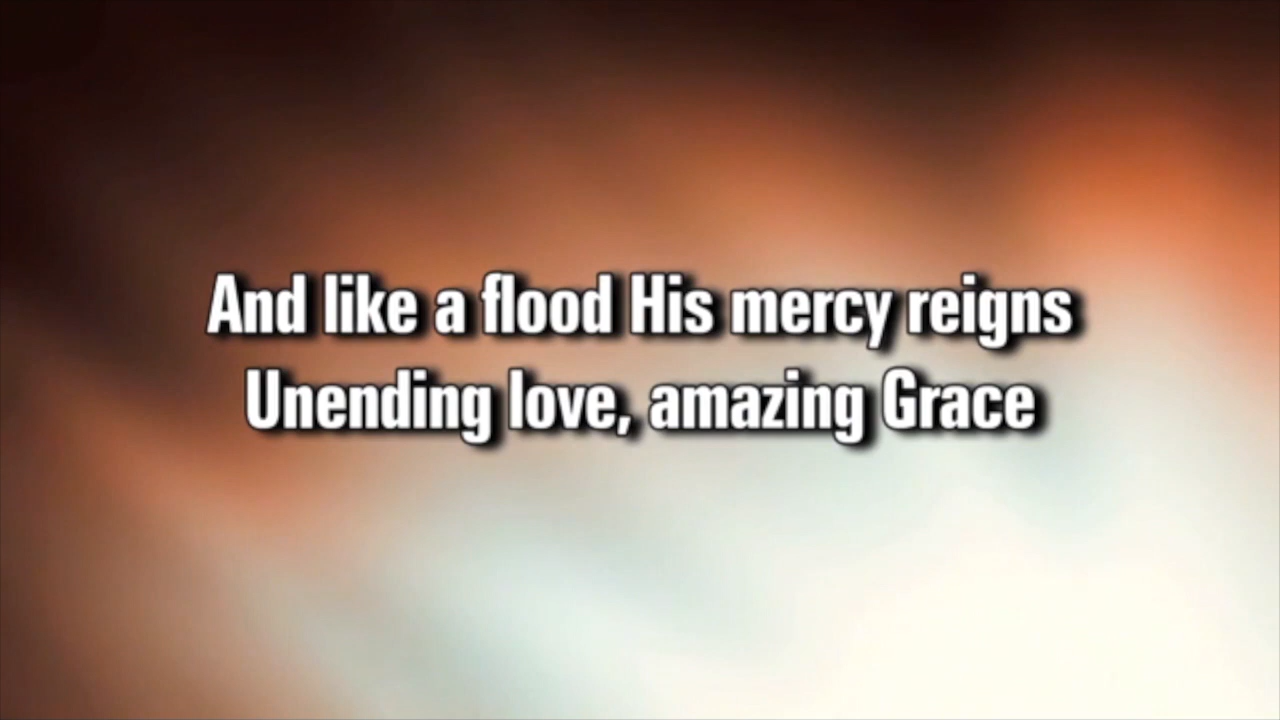 And like a flood His mercy reigns
Unending love, amazing Grace